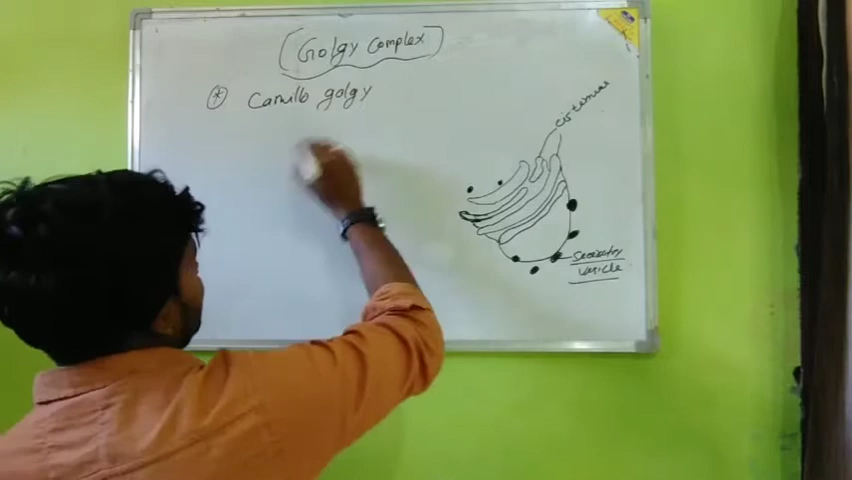 Golgy Complex
* Camillo golgy
cisternae
Secretory
vesicle